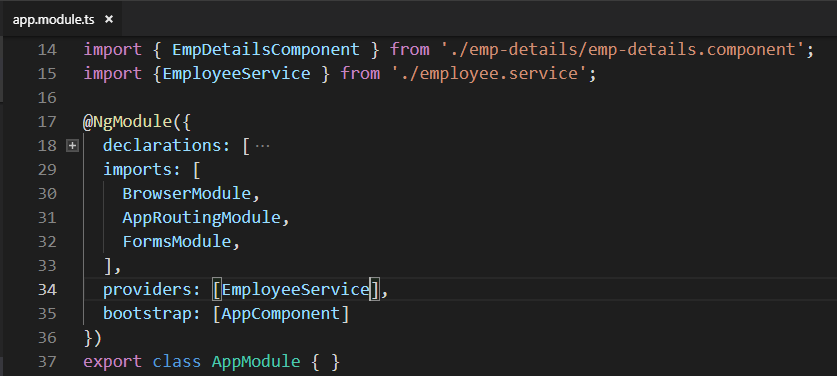 app.module.ts ×
14 import { EmpDetailsComponent } from './emp-details/emp-details.component';
15 import {EmployeeService } from './employee.service';
16
17 @NgModule({
18 declarations: [ ...
29 imports: [
30 BrowserModule,
31 AppRoutingModule,
32 FormsModule,
33 ],
34 providers: [EmployeeService],
35 bootstrap: [AppComponent]
36 })
37 export class AppModule { }